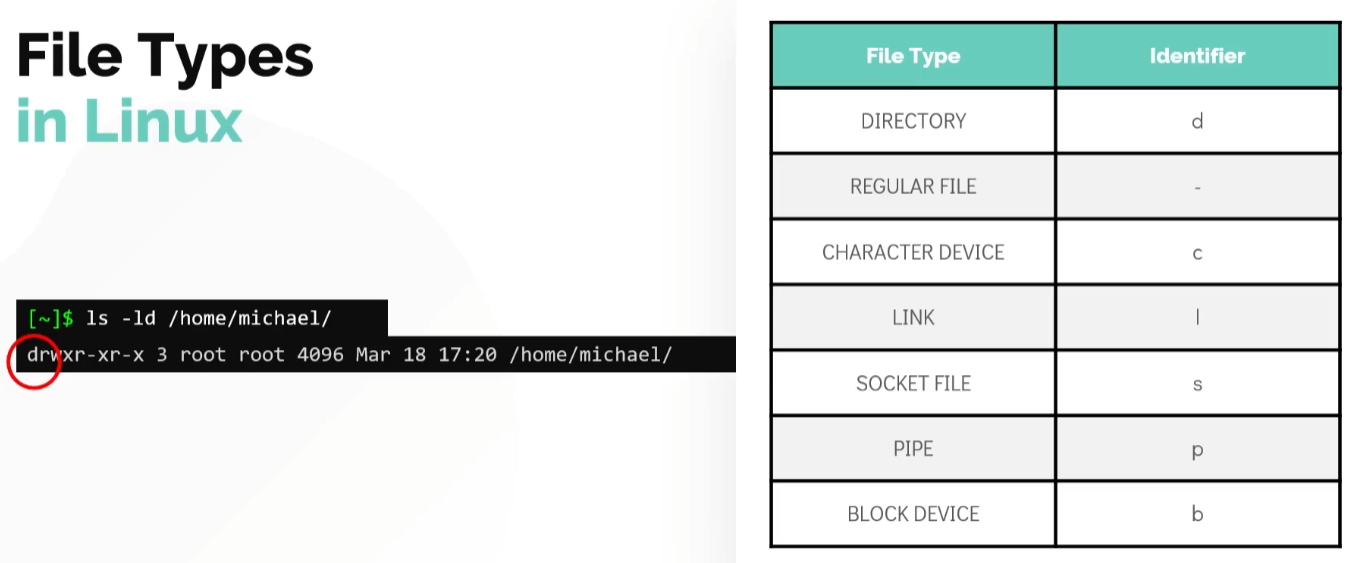 File Types
in Linux
[~]$ ls -ld /home/michael/
drwxr-xr-x 3 root root 4096 Mar 18 17:20 /home/michael/
File Type Identifier
DIRECTORY d
REGULAR FILE -
CHARACTER DEVICE c
LINK l
SOCKET FILE s
PIPE p
BLOCK DEVICE b